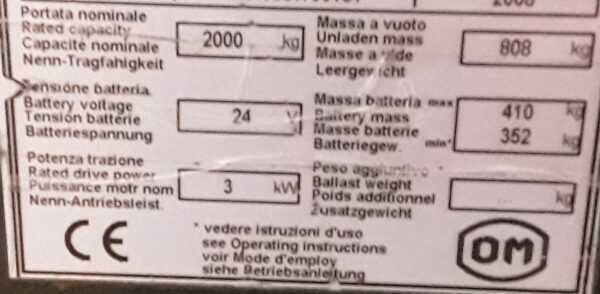 Portata nominale
Rated capacity
Capacite nominale
Nenn-Tragfahigkeit
2000 kg
Massa a vuoto
Unladen mass
Masse a vide
Leergewicht
808 kg
Tensione batteria
Battery voltage
Tension batterie
Batteriespannung
24 V
Massa batteria max
Battery mass
Masse batterie
Batteriegew. min*
410 kg
352 kg
Potenza trazione
Rated drive power
Puissance motr nom
Nenn-Antriebsleist.
3 kW
Peso aggiuntivo *
Ballast weight
Poids additionnel
Zusatzgewicht
kg
CE
* vedere istruzioni d'uso
see Operating instructions
voir Mode d'employ
siehe Betriebsanleitung
OM